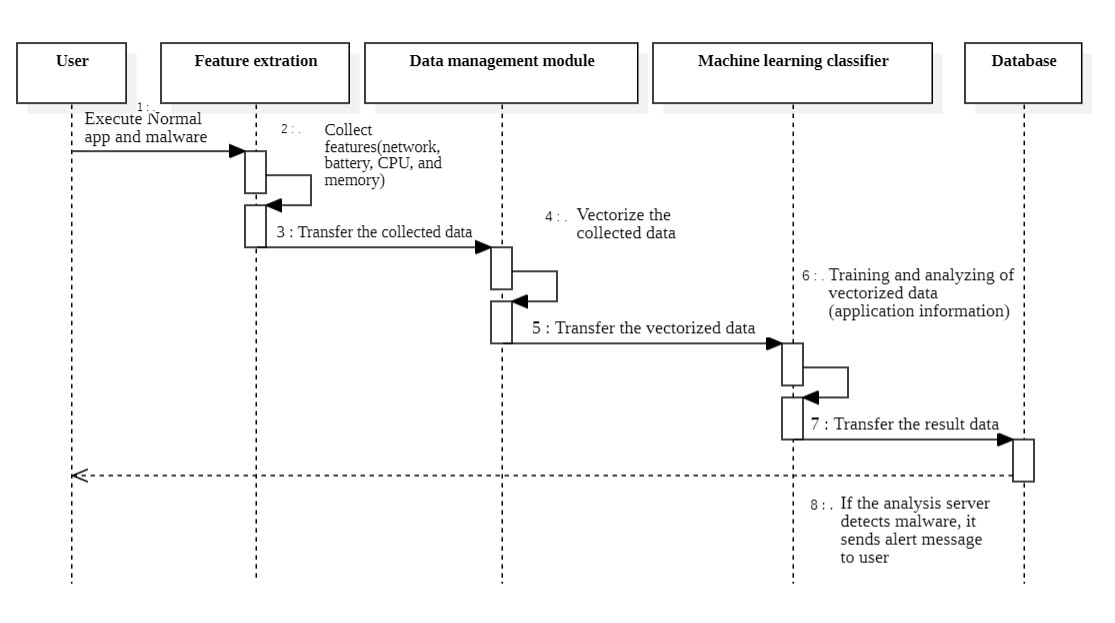 User
Feature extration
Data management module
Machine learning classifier
Database
1 : .
Execute Normal
app and malware
2 : .
Collect
features(network,
battery, CPU, and
memory)
3 : Transfer the collected data
4 : .
Vectorize the
collected data
5 : Transfer the vectorized data
6 : .
Training and analyzing of
vectorized data
(application information)
7 : Transfer the result data
8 : .
If the analysis server
detects malware, it
sends alert message
to user